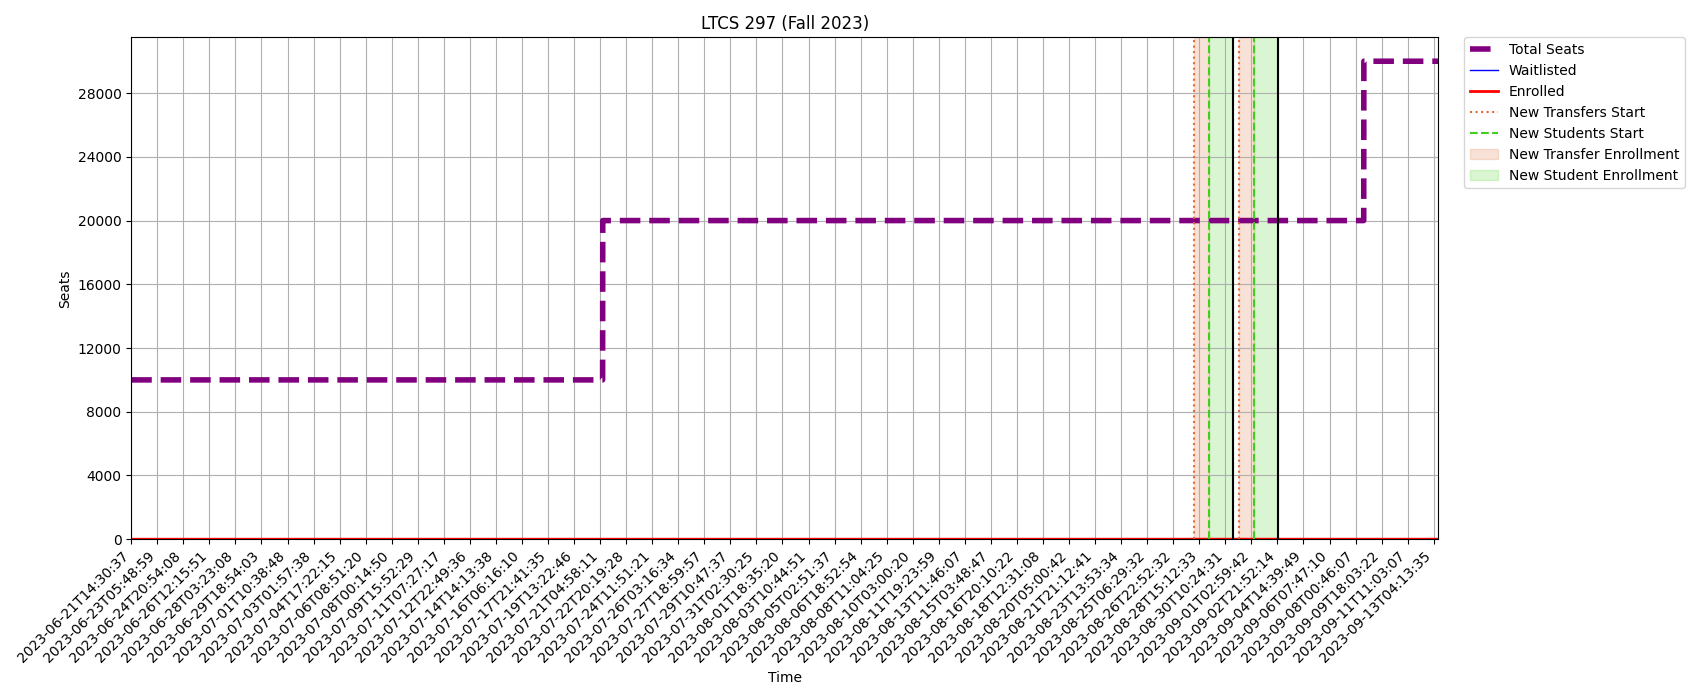 LTCS 297 (Fall 2023)
Total Seats
Waitlisted
Enrolled
New Transfers Start
New Students Start
New Transfer Enrollment
New Student Enrollment
Seats
28000
24000
20000
16000
12000
8000
4000
0
2023-06-21T14:30:37
2023-06-23T05:48:59
2023-06-24T20:54:08
2023-06-26T12:15:51
2023-06-28T03:23:08
2023-06-29T18:54:03
2023-07-01T10:38:48
2023-07-03T01:57:38
2023-07-04T17:22:15
2023-07-06T08:51:20
2023-07-08T00:14:50
2023-07-09T15:52:29
2023-07-11T07:27:17
2023-07-12T22:49:36
2023-07-14T14:13:38
2023-07-16T06:16:10
2023-07-17T21:41:35
2023-07-19T13:22:46
2023-07-21T04:58:11
2023-07-22T20:19:28
2023-07-24T11:51:21
2023-07-26T03:16:34
2023-07-27T18:59:57
2023-07-29T10:47:37
2023-07-31T02:30:25
2023-08-01T18:35:20
2023-08-03T10:44:51
2023-08-05T02:51:37
2023-08-06T18:52:54
2023-08-08T11:04:25
2023-08-10T03:00:20
2023-08-11T19:23:59
2023-08-13T11:46:07
2023-08-15T03:48:47
2023-08-16T20:10:22
2023-08-18T12:31:08
2023-08-20T05:00:42
2023-08-21T21:12:41
2023-08-23T13:53:34
2023-08-25T06:29:32
2023-08-26T22:52:32
2023-08-28T15:12:33
2023-08-30T10:24:31
2023-09-01T02:59:42
2023-09-02T21:52:14
2023-09-04T14:39:49
2023-09-06T07:47:10
2023-09-08T00:46:07
2023-09-09T18:03:22
2023-09-11T11:03:07
2023-09-13T04:13:35
Time